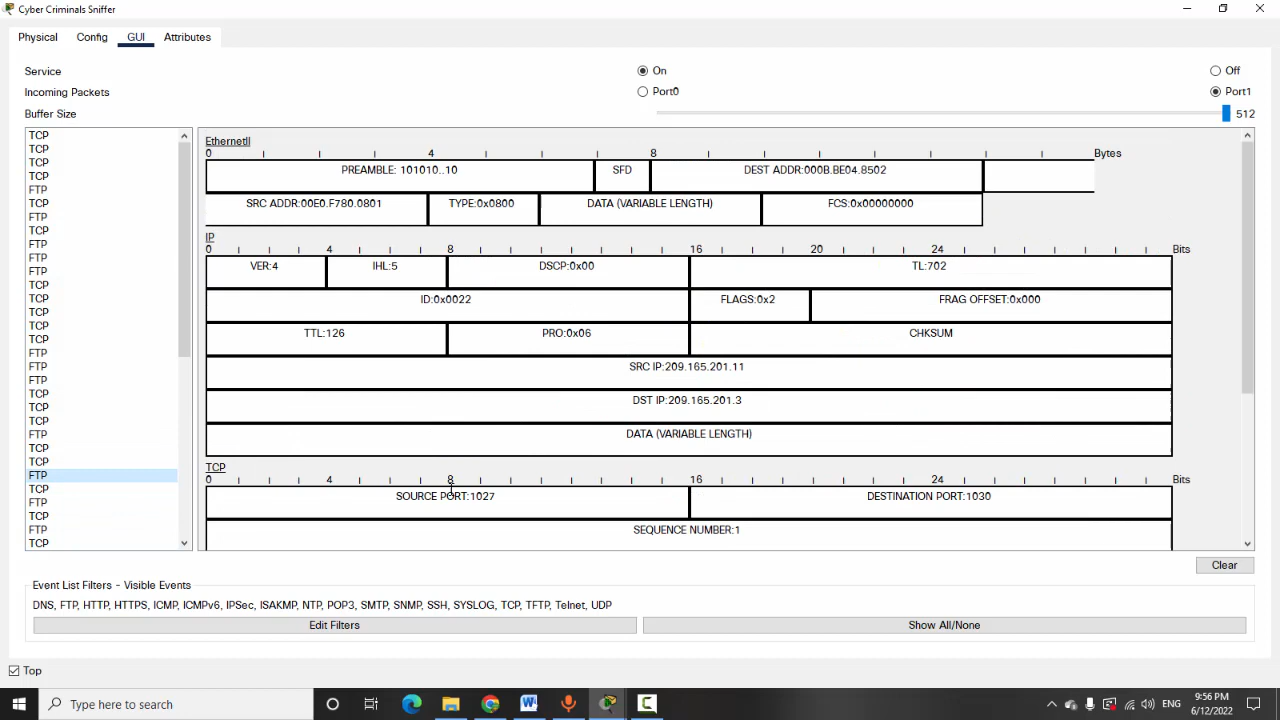 Cyber Criminals Sniffer
Physical Config GUI Attributes
Service On Off
Incoming Packets Port0 Port1
Buffer Size 512
TCP
TCP
TCP
TCP
FTP
TCP
FTP
TCP
FTP
FTP
FTP
TCP
TCP
TCP
TCP
TCP
FTP
FTP
FTP
TCP
TCP
TCP
FTP
TCP
TCP
FTP
TCP
FTP
TCP
FTP
TCP
EthernetII
0 4 8 Bytes
PREAMBLE: 101010..10 SFD DEST ADDR:000B.BE04.8502
SRC ADDR:00E0.F780.0801 TYPE:0x0800 DATA (VARIABLE LENGTH) FCS:0x00000000
IP
0 4 8 16 20 24 Bits
VER:4 IHL:5 DSCP:0x00 TL:702
ID:0x0022 FLAGS:0x2 FRAG OFFSET:0x000
TTL:126 PRO:0x06 CHKSUM
SRC IP:209.165.201.11
DST IP:209.165.201.3
DATA (VARIABLE LENGTH)
TCP
0 4 8 16 24 Bits
SOURCE PORT:1027 DESTINATION PORT:1030
SEQUENCE NUMBER:1
Clear
Event List Filters - Visible Events
DNS, FTP, HTTP, HTTPS, ICMP, ICMPv6, IPSec, ISAKMP, NTP, POP3, SMTP, SNMP, SSH, SYSLOG, TCP, TFTP, Telnet, UDP
Edit Filters Show All/None
Top
Type here to search
ENG
9:56 PM
6/12/2022